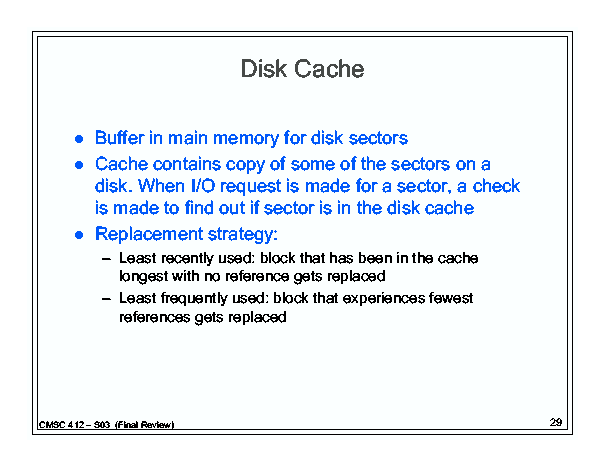 Disk Cache
● Buffer in main memory for disk sectors
● Cache contains copy of some of the sectors on a
disk. When I/O request is made for a sector, a check
is made to find out if sector is in the disk cache
● Replacement strategy:
– Least recently used: block that has been in the cache
longest with no reference gets replaced
– Least frequently used: block that experiences fewest
references gets replaced
CMSC 412 – S03 (Final Review)
29